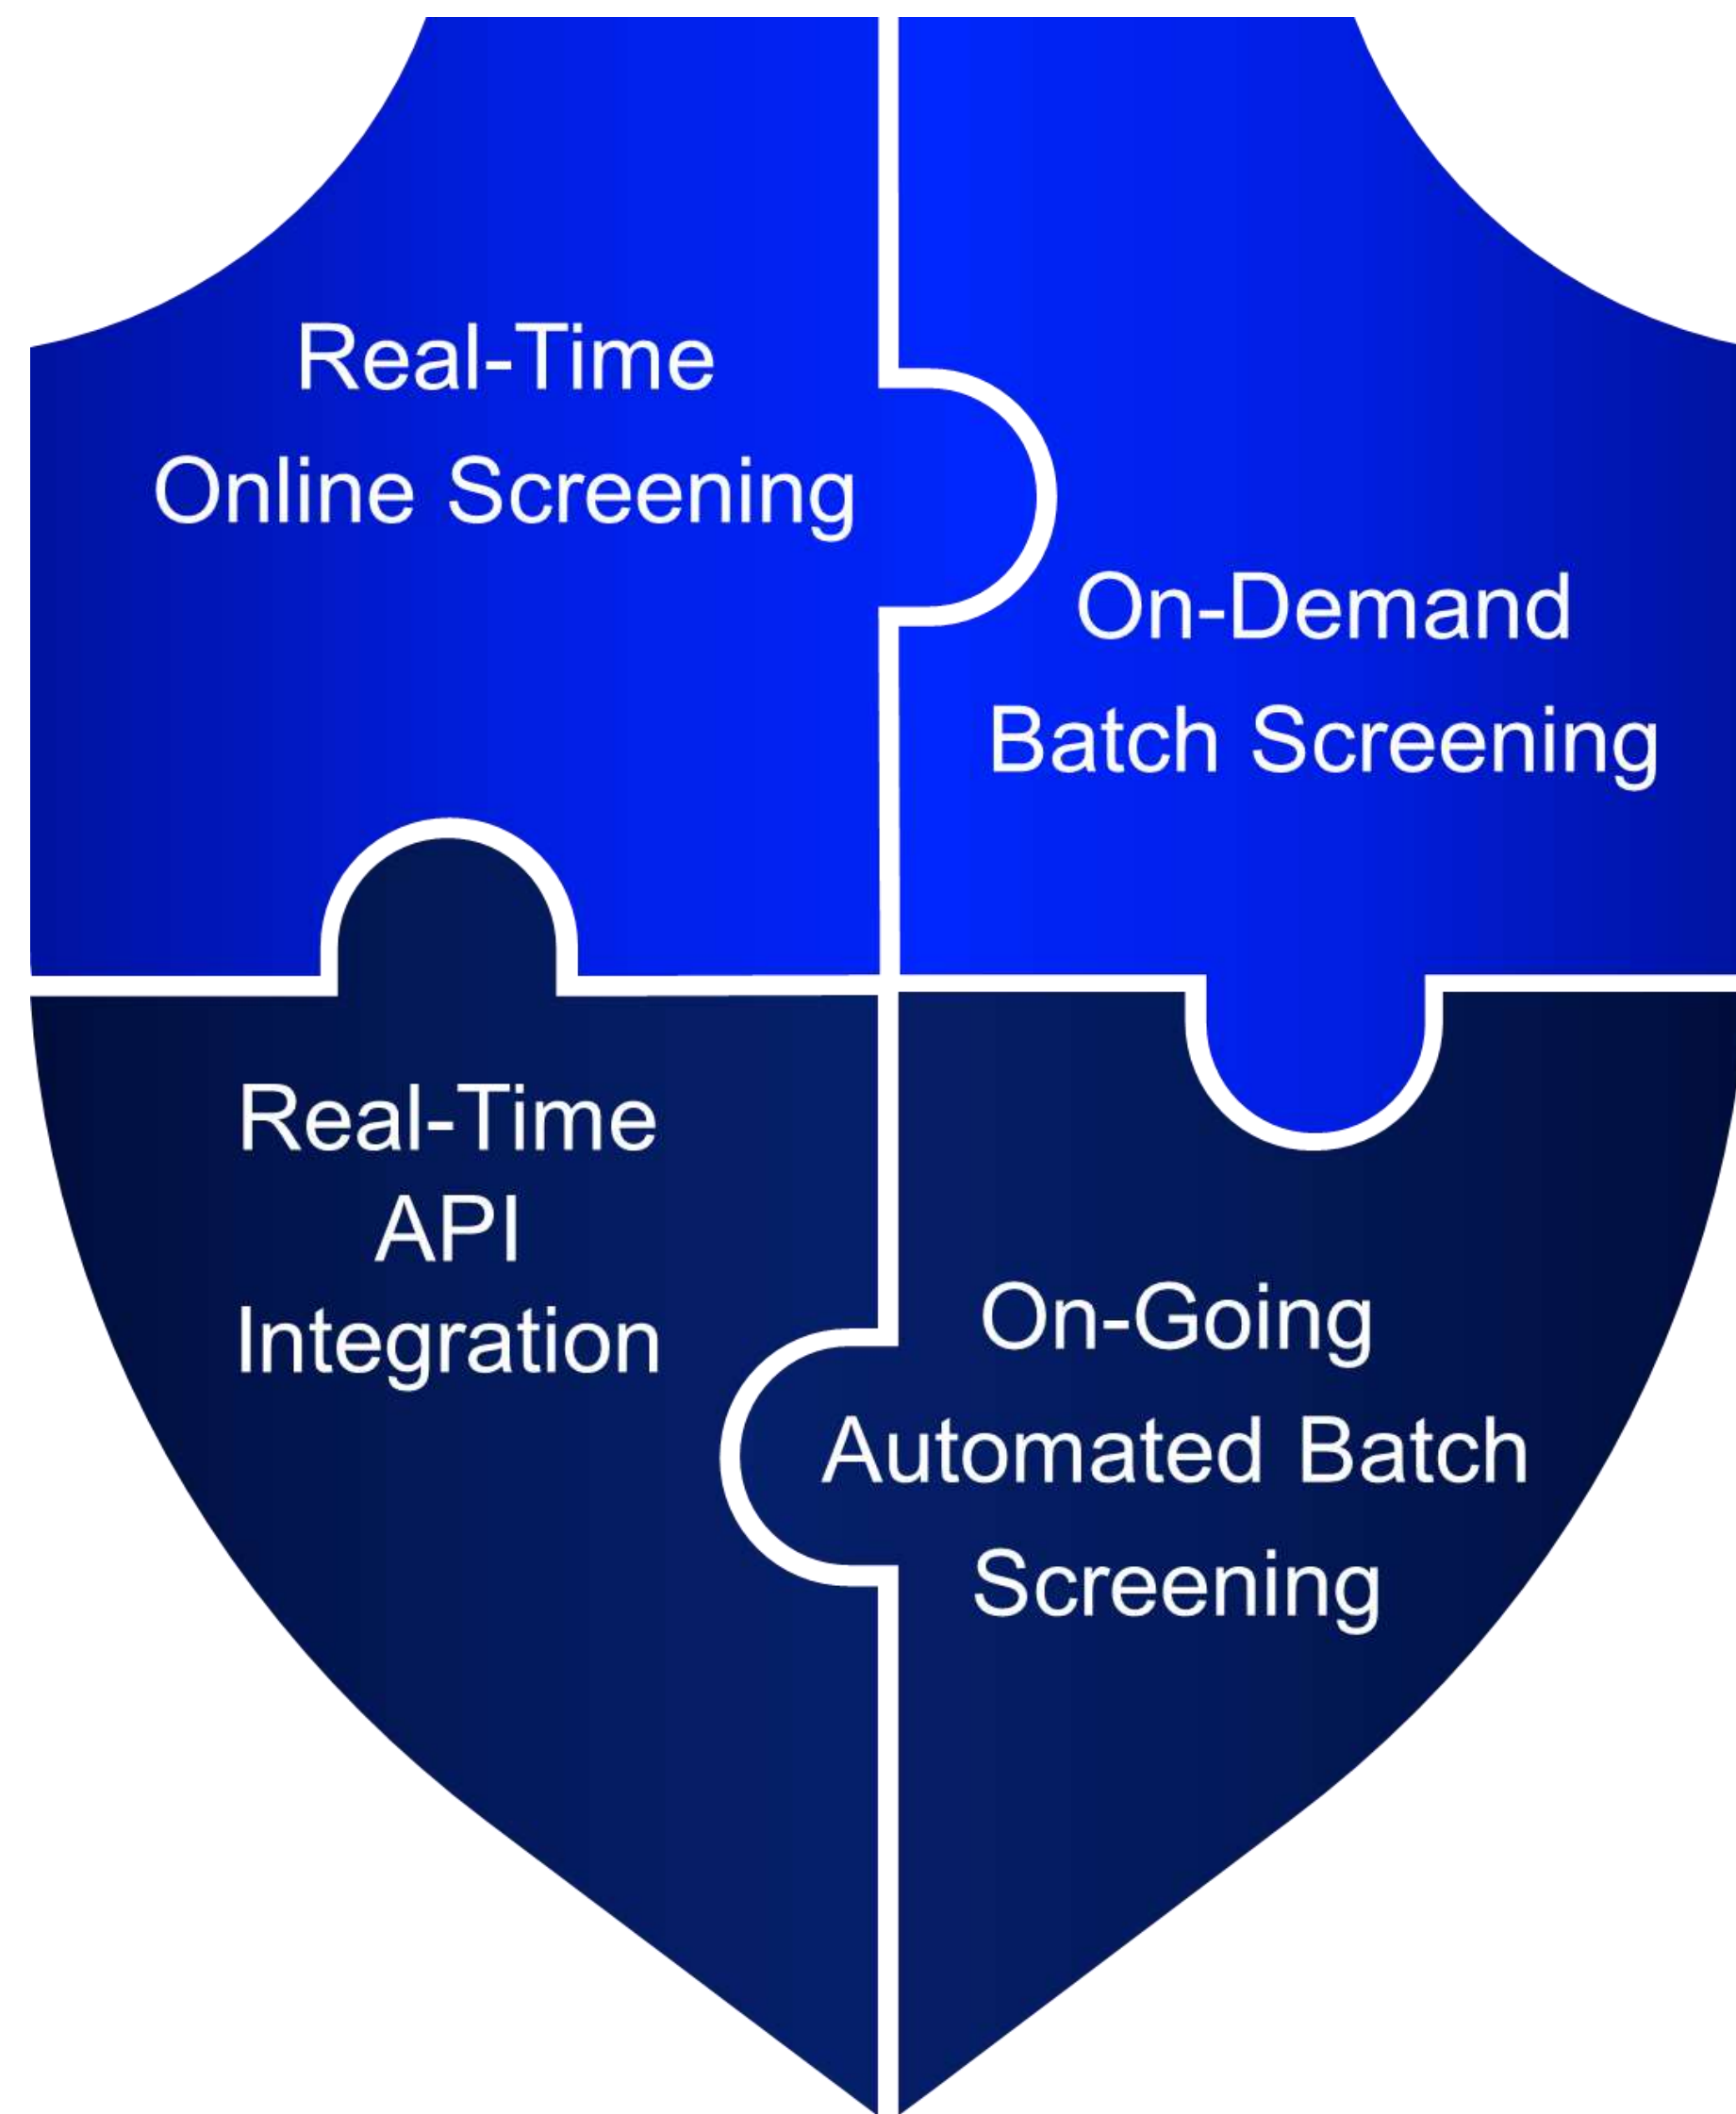 Real-Time
Online Screening
On-Demand
Batch Screening
Real-Time
API
Integration
On-Going
Automated Batch
Screening